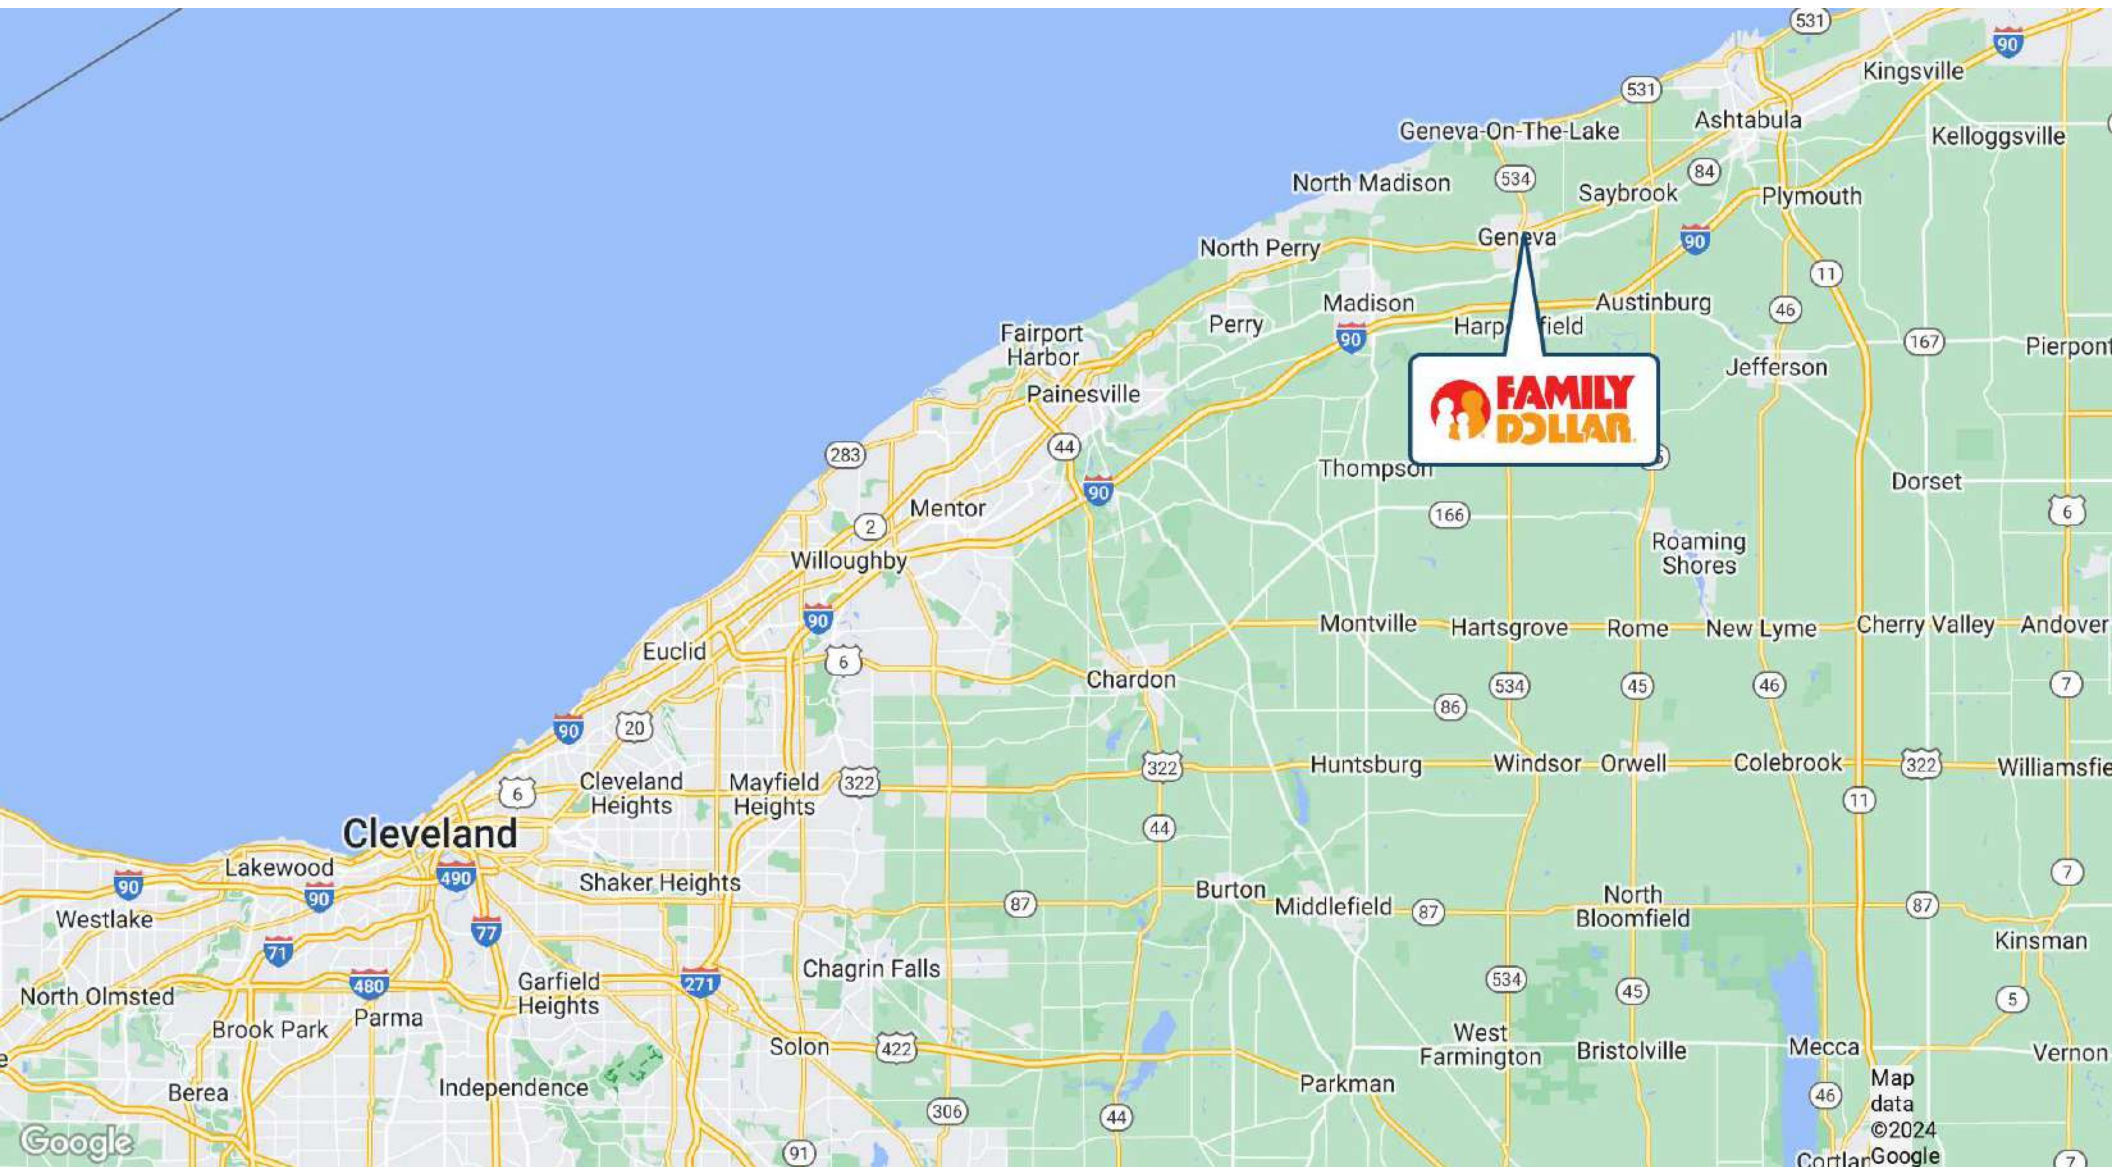 531
90
Kingsville
531
Ashtabula
Geneva-On-The-Lake
Kelloggsville
84
534
North Madison
Saybrook
Plymouth
Geneva
90
North Perry
11
Madison
Austinburg
46
Perry
Fairport
Harbor
90
167
Pierpont
Jefferson
FAMILY
DOLLAR
Painesville
44
283
Thompson
Dorset
90
Mentor
6
166
2
Roaming
Shores
Willoughby
90
Montville
Hartsgrove
Rome
New Lyme
Cherry Valley
Andover
Euclid
6
Chardon
534
45
46
7
86
90
20
Huntsburg
Windsor
Orwell
Colebrook
322
Williamsfie
322
Cleveland
Heights
Mayfield
Heights
322
6
11
Cleveland
44
Lakewood
490
Shaker Heights
7
90
90
Burton
Middlefield
87
87
North
Bloomfield
87
Westlake
77
71
Kinsman
Chagrin Falls
480
Garfield
Heights
271
534
45
5
North Olmsted
Parma
Brook Park
West
Farmington
Bristolville
Mecca
Vernon
Solon
422
Independence
Parkman
Berea
46
306
44
91
7
Cortlan
Google
Map
data
©2024
Google